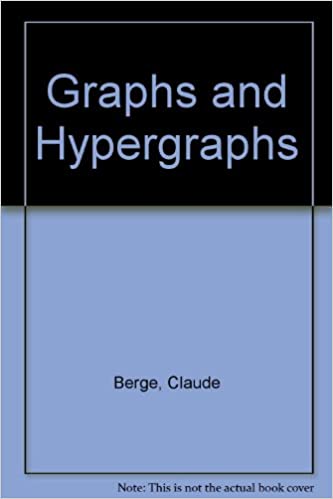 Graphs and
Hypergraphs
Berge, Claude
Note: This is not the actual book cover